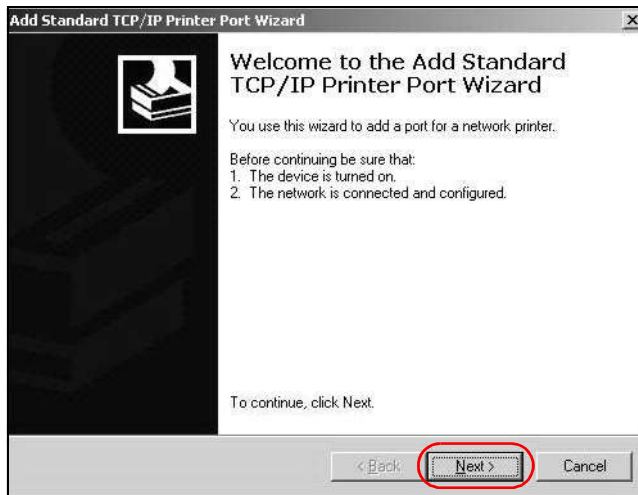 Add Standard TCP/IP Printer Port Wizard
Welcome to the Add Standard
TCP/IP Printer Port Wizard
You use this wizard to add a port for a network printer.
Before continuing be sure that:
1. The device is turned on.
2. The network is connected and configured.
To continue, click Next.
< Back
Next >
Cancel